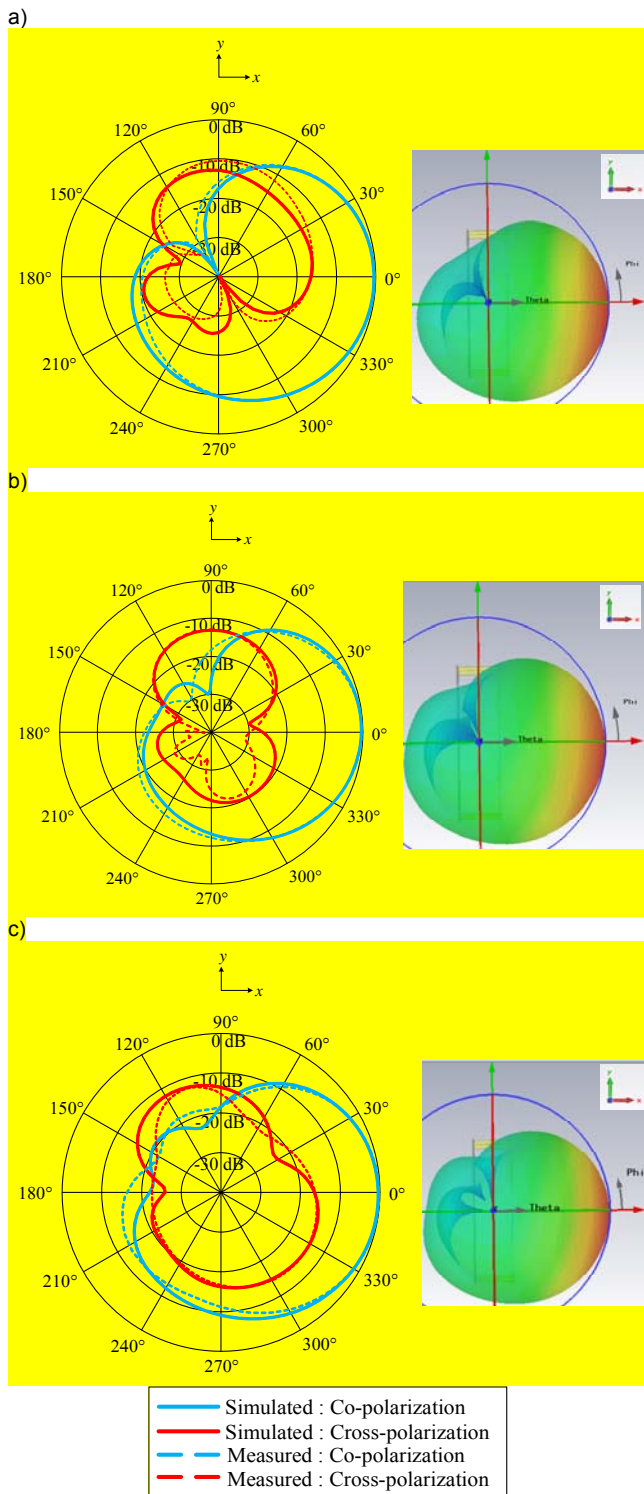 a)
y
x
90°
0 dB
120°
60°
-10 dB
150°
30°
-20 dB
-30 dB
180°
0°
210°
330°
240°
300°
270°
y
x
Phi
Theta
b)
y
x
90°
0 dB
120°
60°
-10 dB
150°
30°
-20 dB
-30 dB
180°
0°
210°
330°
240°
300°
270°
y
x
Phi
Theta
c)
y
x
90°
0 dB
120°
60°
-10 dB
150°
30°
-20 dB
-30 dB
180°
0°
210°
330°
240°
300°
270°
y
x
Phi
Theta
Simulated : Co-polarization
Simulated : Cross-polarization
Measured : Co-polarization
Measured : Cross-polarization